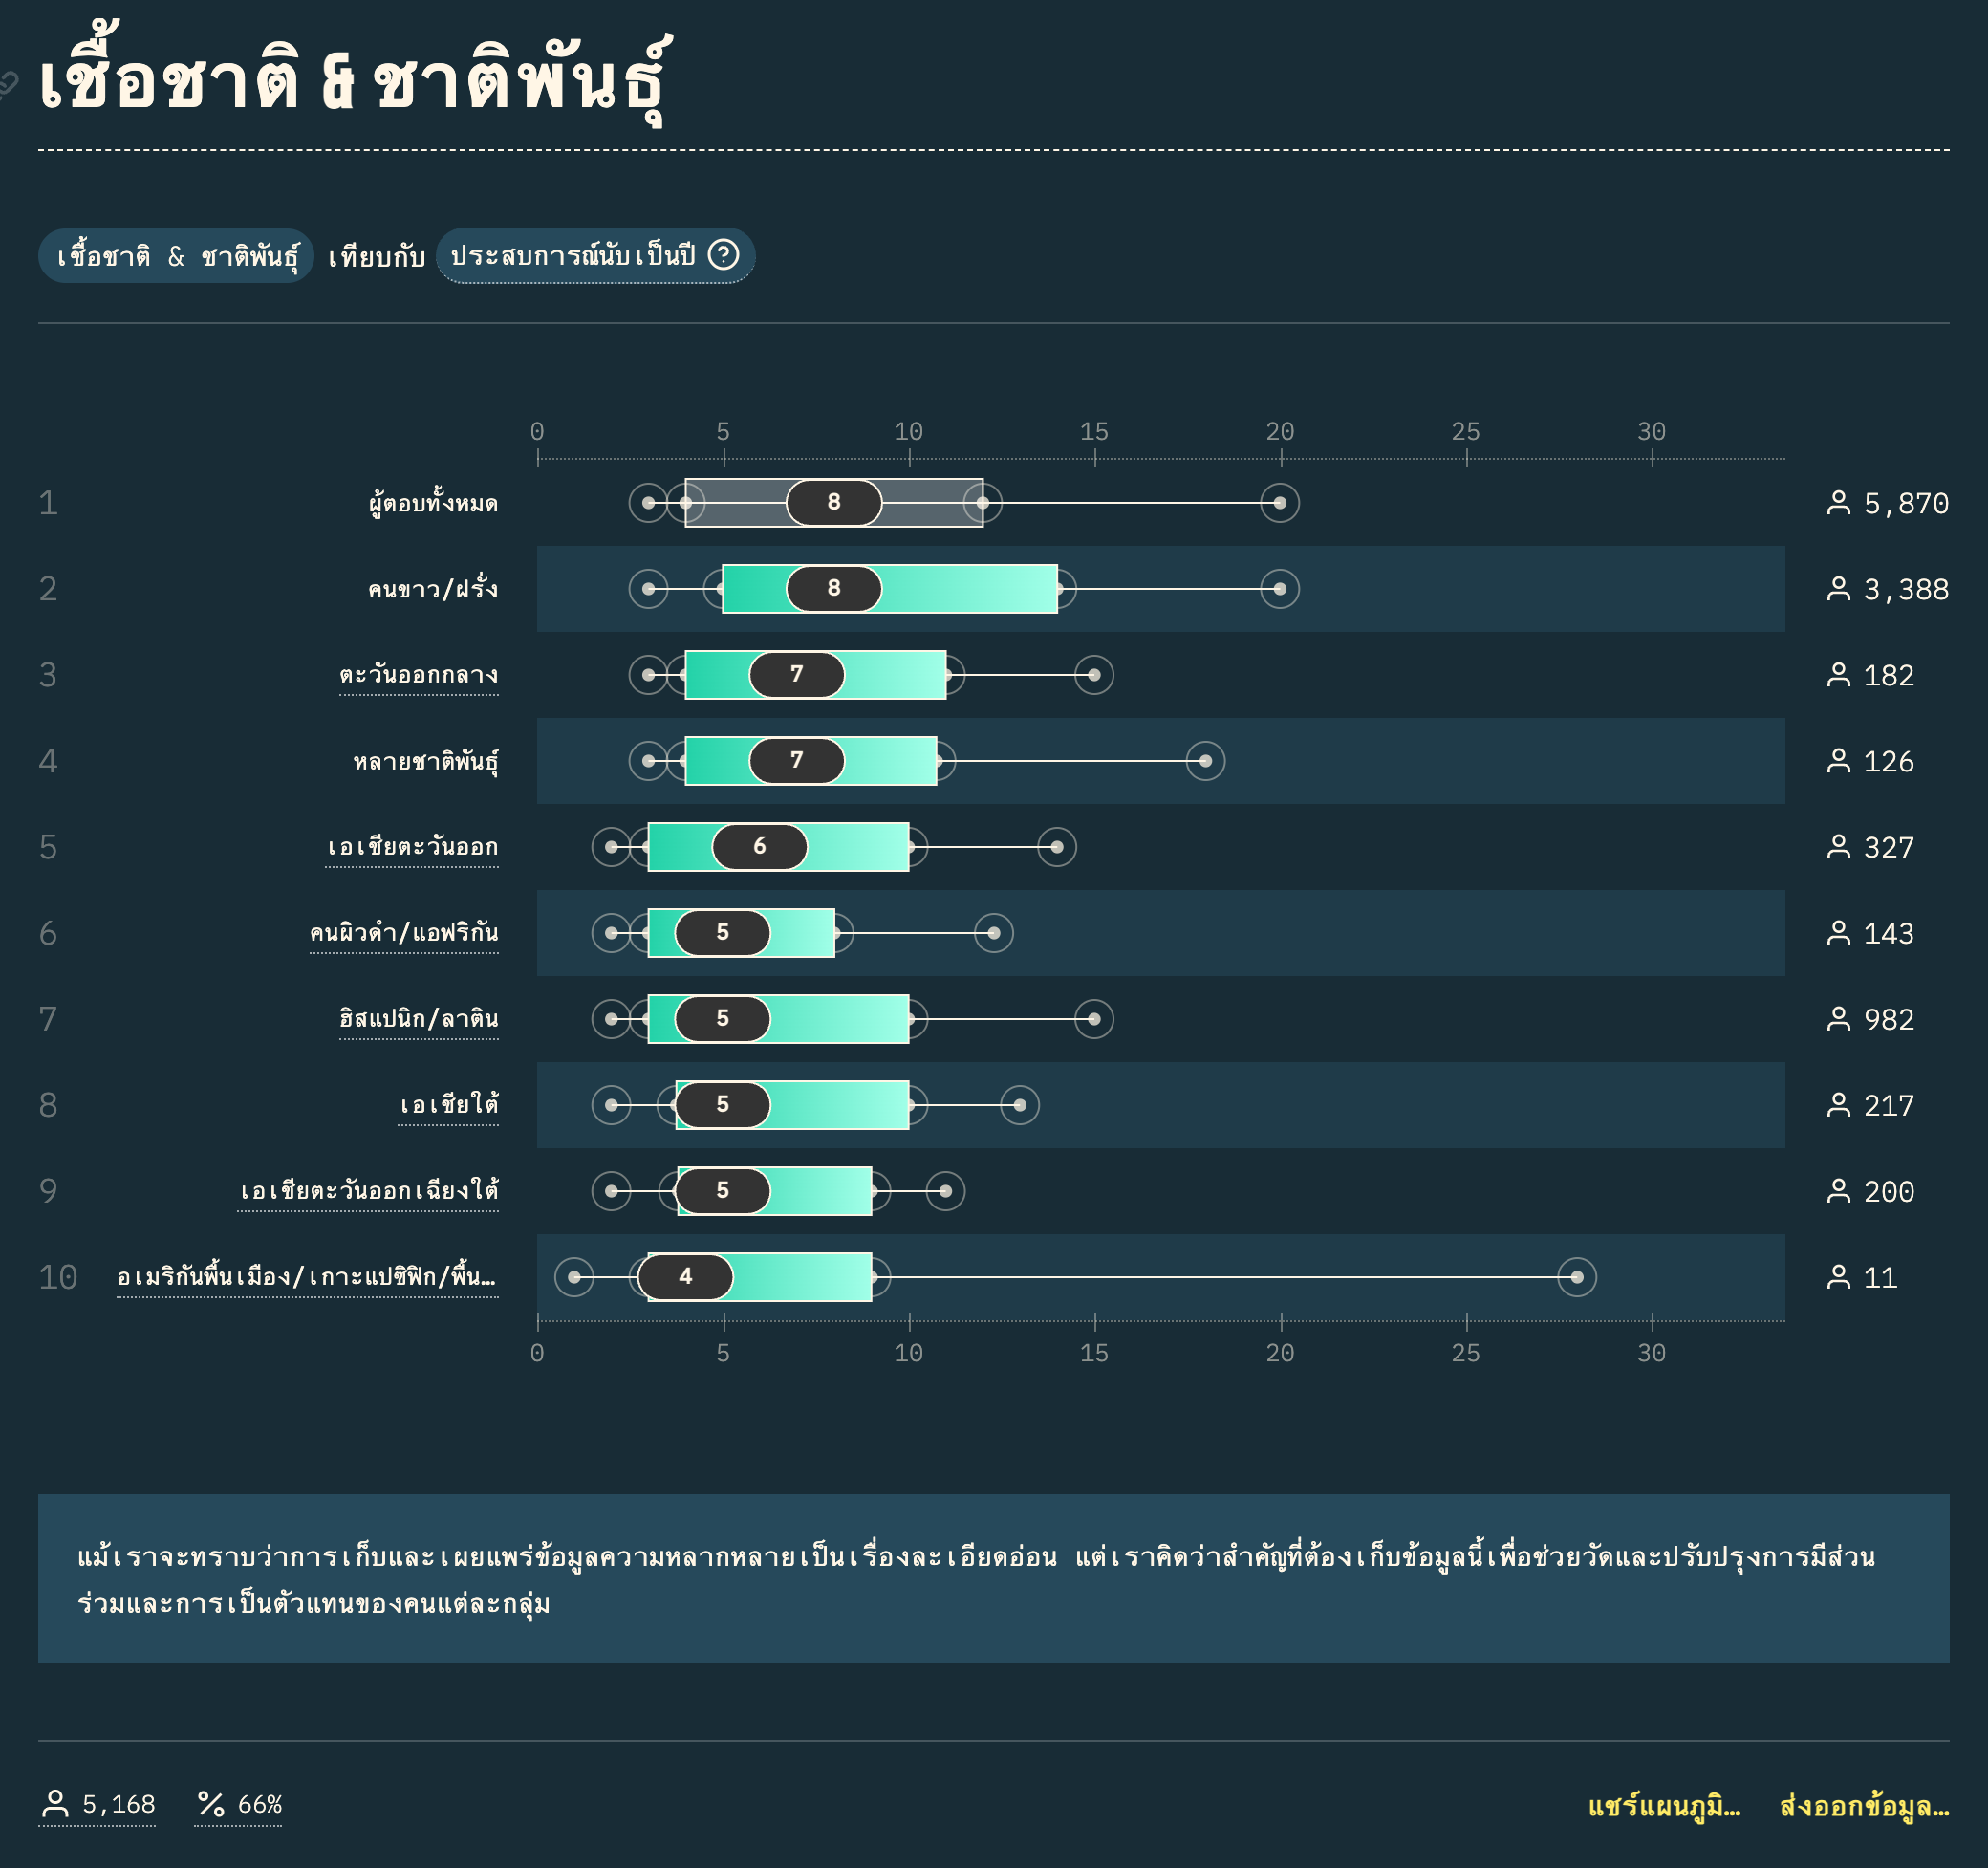 เชื้อชาติ & ชาติพันธุ์
เชื้อชาติ & ชาติพันธุ์ เทียบกับ ประสบการณ์นับเป็นปี ?
0 5 10 15 20 25 30
1 ผู้ตอบทั้งหมด 8 5,870
2 คนขาว/ฝรั่ง 8 3,388
3 ตะวันออกกลาง 7 182
4 หลายชาติพันธุ์ 7 126
5 เอเชียตะวันออก 6 327
6 คนผิวดำ/แอฟริกัน 5 143
7 ฮิสแปนิก/ลาติน 5 982
8 เอเชียใต้ 5 217
9 เอเชียตะวันออกเฉียงใต้ 5 200
10 อเมริกันพื้นเมือง/เกาะแปซิฟิก/พื้น… 4 11
0 5 10 15 20 25 30
แม้เราจะทราบว่าการเก็บและเผยแพร่ข้อมูลความหลากหลายเป็นเรื่องละเอียดอ่อน แต่เราคิดว่าสำคัญที่ต้องเก็บข้อมูลนี้เพื่อช่วยวัดและปรับปรุงการมีส่วน
ร่วมและการเป็นตัวแทนของคนแต่ละกลุ่ม
5,168 % 66% แชร์แผนภูมิ… ส่งออกข้อมูล…